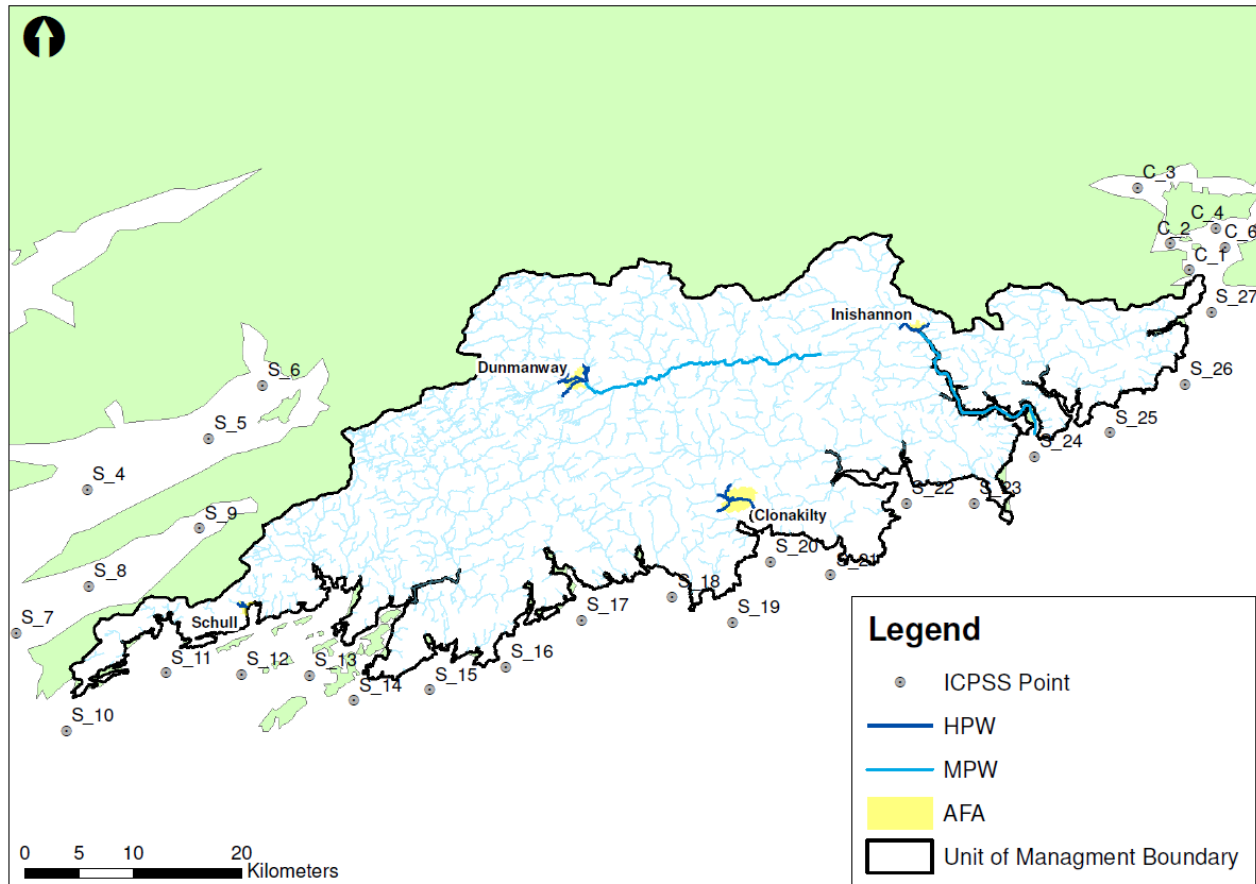 C_3
C_4
C_2
C_6
C_1
S_27
Inishannon
Dunmanway
S_6
S_26
S_5
S_25
S_24
S_4
S_22
S_23
S_9
(Clonakilty
S_20
S_21
S_8
S_18
S_17
S_19
Schull
S_7
S_11
S_12
S_13
S_16
S_14
S_15
S_10
Legend
ICPSS Point
HPW
MPW
AFA
Unit of Managment Boundary
0 5 10 20
Kilometers